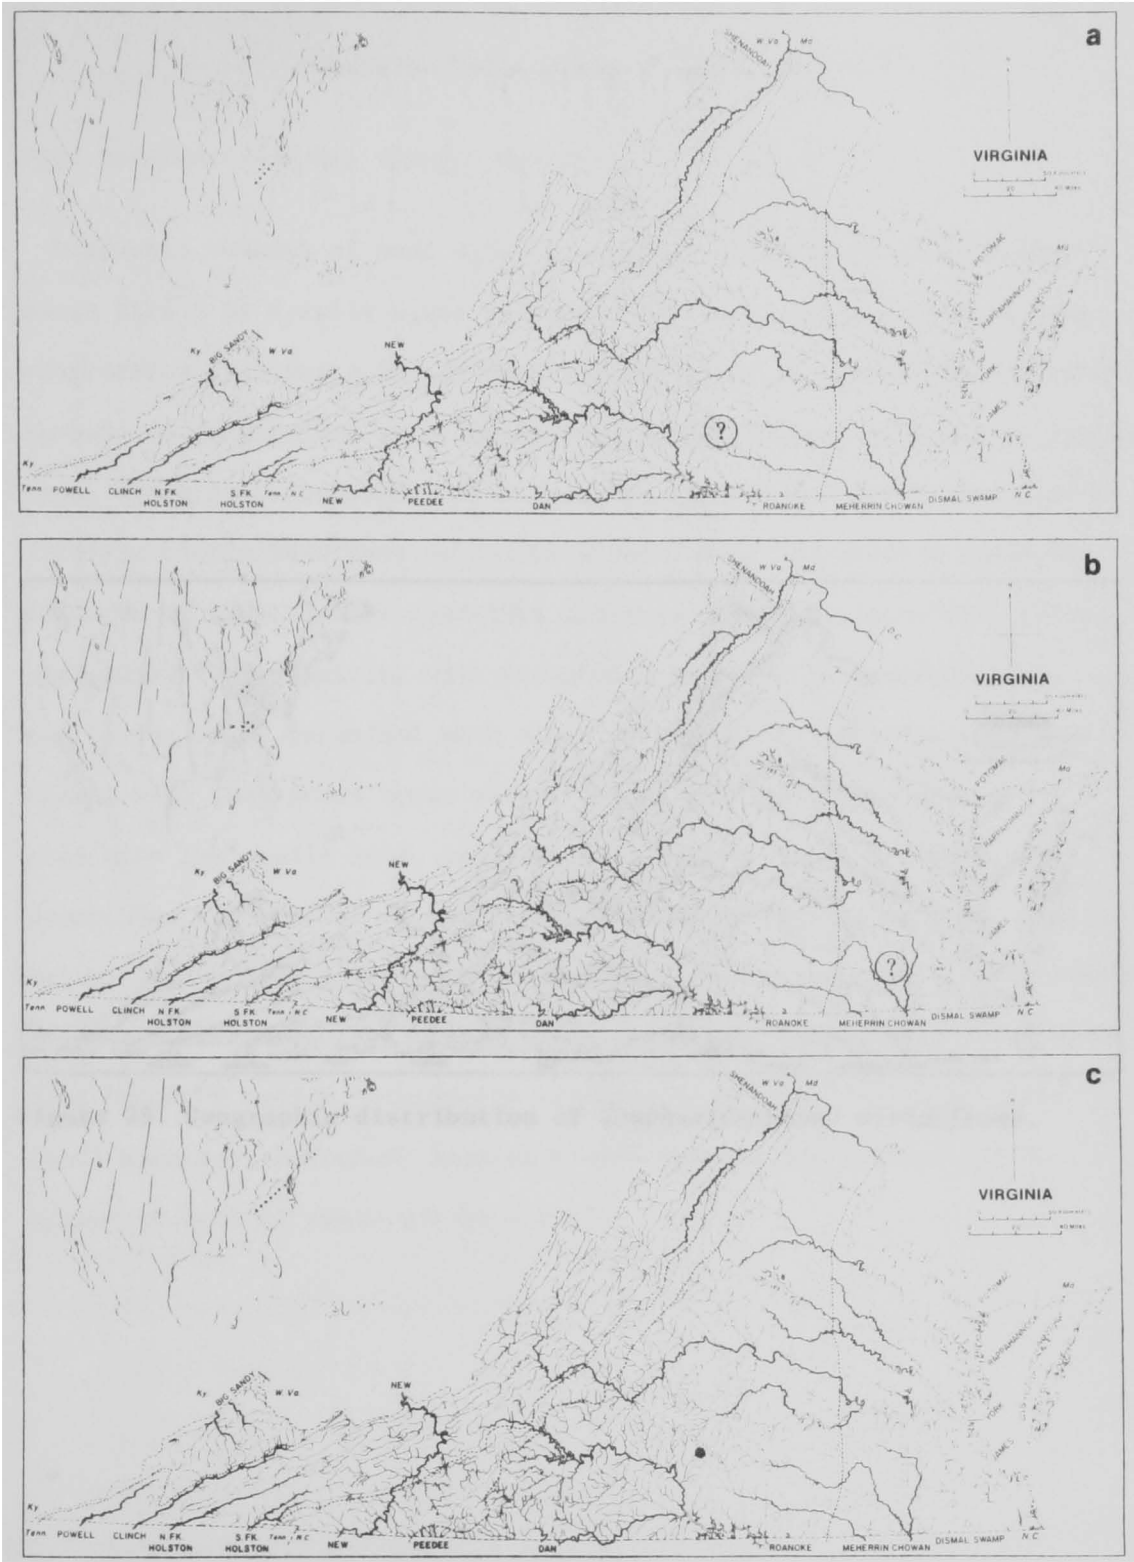 a
SHENANDOAH
W Va
Md
VIRGINIA
POTOMAC
Md
RAPPAHANNOCK
YORK
JAMES
Ky
BIG SANDY
W Va
NEW
?
Ky
Tenn
POWELL
CLINCH
N FK
HOLSTON
S FK
HOLSTON
Tenn
N C
NEW
PEEDEE
DAN
ROANOKE
MEHERRIN
CHOWAN
DISMAL SWAMP
N C
b
SHENANDOAH
W Va
Md
VIRGINIA
POTOMAC
Md
RAPPAHANNOCK
YORK
JAMES
Ky
BIG SANDY
W Va
NEW
?
Ky
Tenn
POWELL
CLINCH
N FK
HOLSTON
S FK
HOLSTON
Tenn
N C
NEW
PEEDEE
DAN
ROANOKE
MEHERRIN
CHOWAN
DISMAL SWAMP
N C
c
SHENANDOAH
W Va
Md
VIRGINIA
POTOMAC
Md
RAPPAHANNOCK
YORK
JAMES
Ky
BIG SANDY
W Va
NEW
Ky
Tenn
POWELL
CLINCH
N FK
HOLSTON
S FK
HOLSTON
Tenn
N C
NEW
PEEDEE
DAN
ROANOKE
MEHERRIN
CHOWAN
DISMAL SWAMP
N C